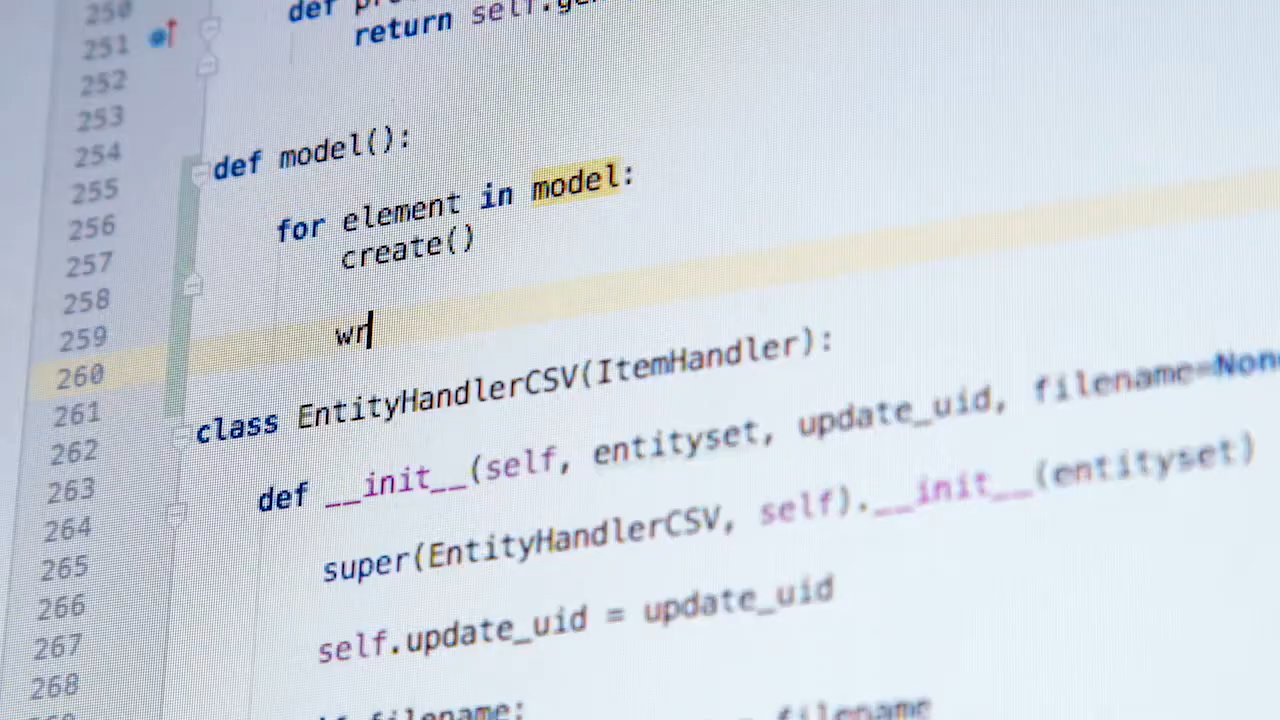 250
def
251
return self.
252
253
254
def model():
255
256
for element in model:
257
create()
258
259
wr
260
261
class EntityHandlerCSV(ItemHandler):
262
263
def __init__(self, entityset, update_uid, filename=None
264
265
super(EntityHandlerCSV, self).__init__(entityset)
266
267
self.update_uid = update_uid
268
if filename:
filename